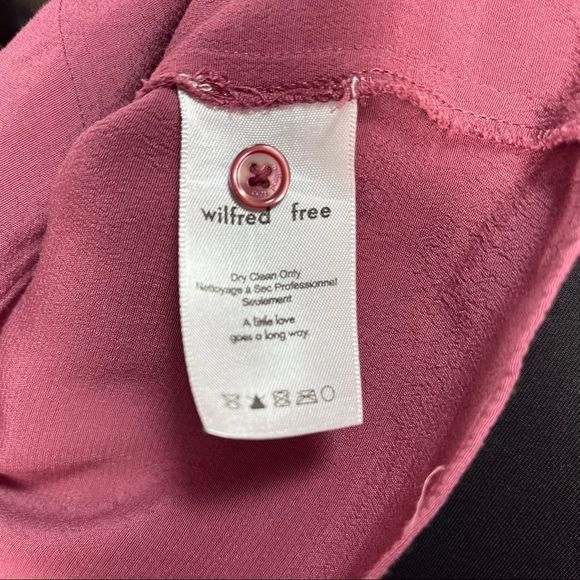 wilfred free
Dry Clean Only
Nettoyage à Sec Professionnel
Seulement
A little love
goes a long way.